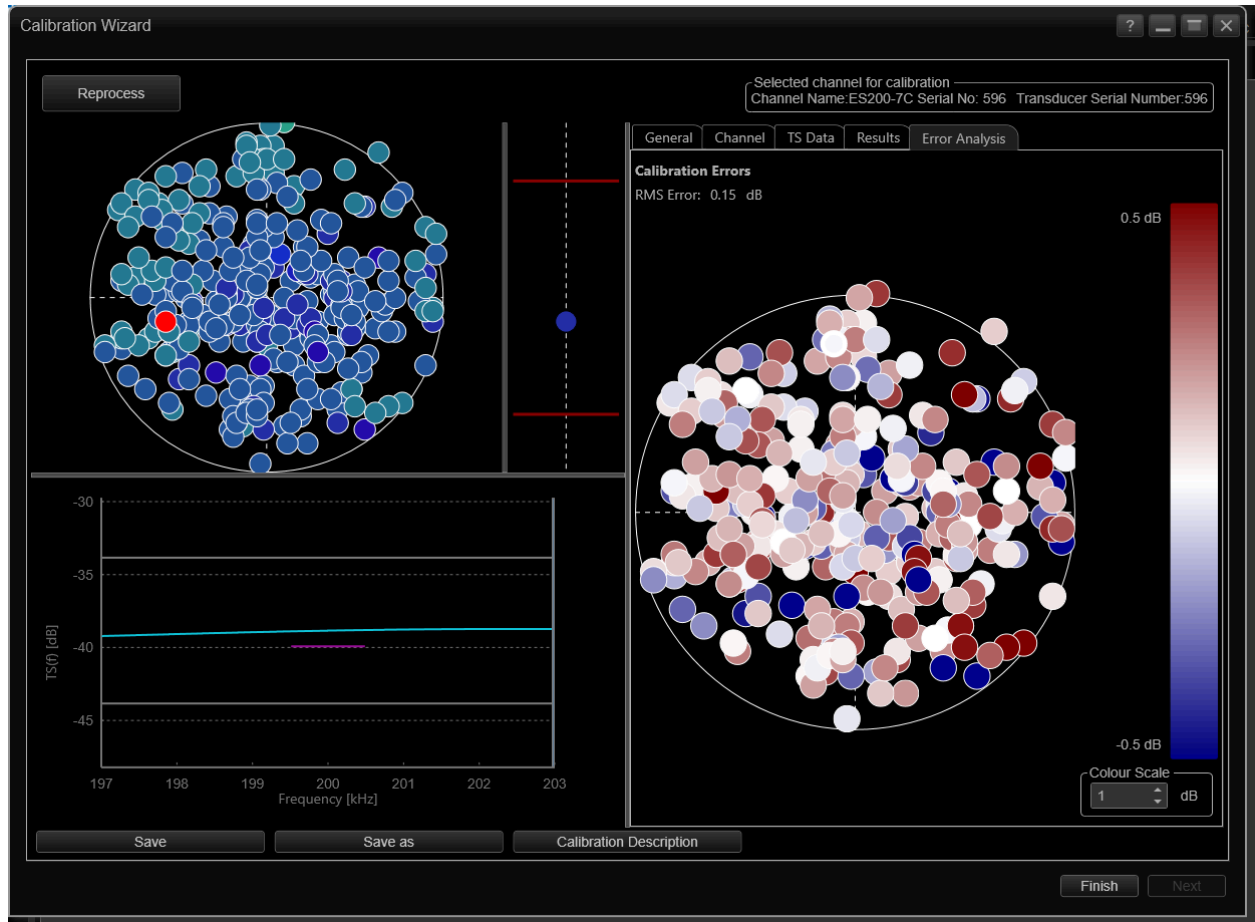 Calibration Wizard
?
Reprocess
Selected channel for calibration
Channel Name:ES200-7C Serial No: 596 Transducer Serial Number:596
General Channel TS Data Results Error Analysis
Calibration Errors
RMS Error: 0.15 dB
0.5 dB
-0.5 dB
Colour Scale
1 dB
-30
-35
-40
-45
TS(f) [dB]
197 198 199 200 201 202 203
Frequency [kHz]
Save Save as Calibration Description
Finish Next